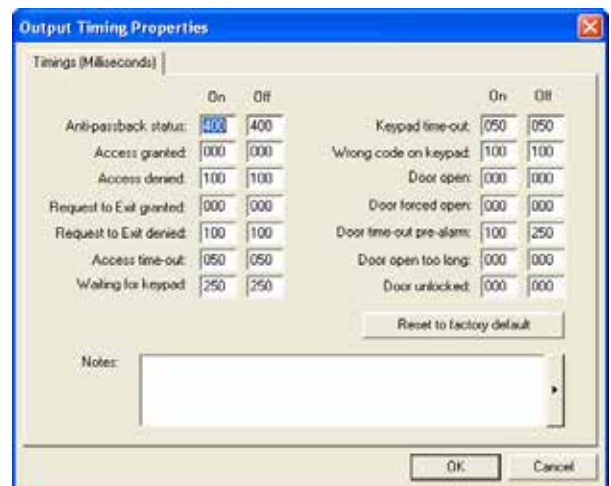 Output Timing Properties
Timings (Milliseconds)
On Off
Anti-passback status: 400 400
Access granted: 000 000
Access denied: 100 100
Request to Exit granted: 000 000
Request to Exit denied: 100 100
Access time-out: 050 050
Waiting for keypad: 250 250
On Off
Keypad time-out: 050 050
Wrong code on keypad: 100 100
Door open: 000 000
Door forced open: 000 000
Door time-out pre-alarm: 100 250
Door open too long: 000 000
Door unlocked: 000 000
Reset to factory default
Notes:
OK Cancel